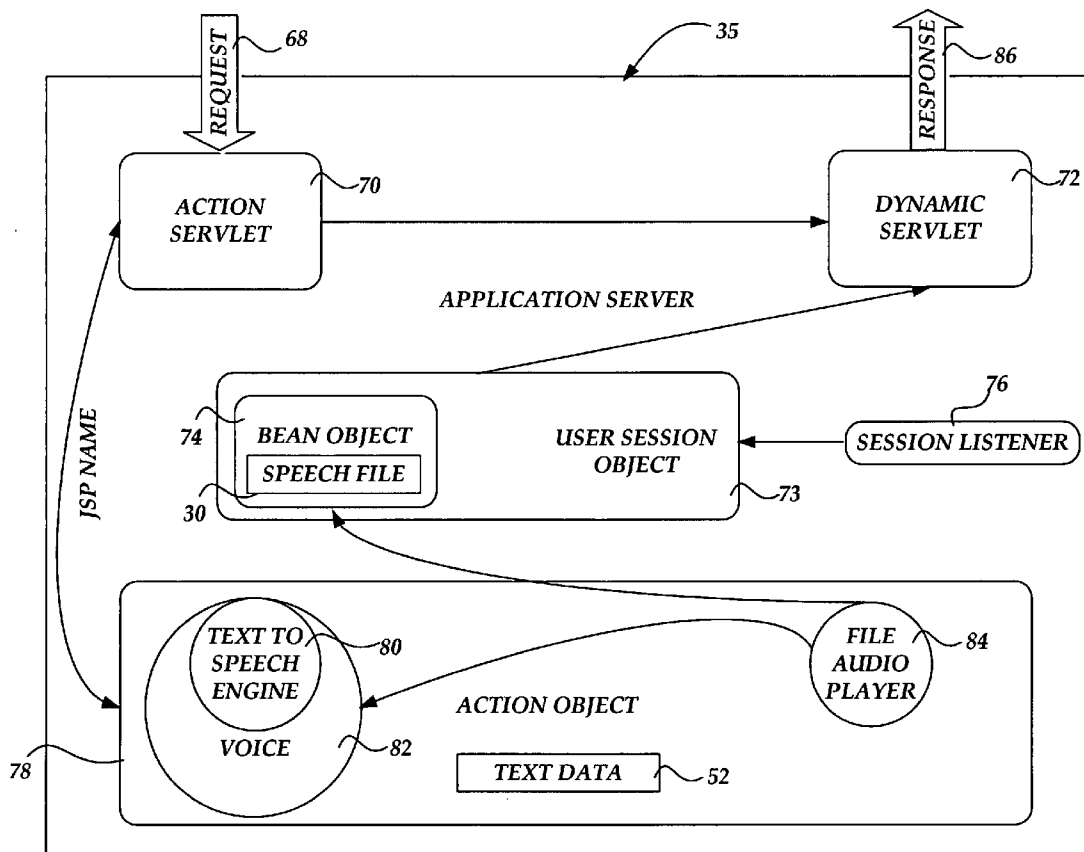 REQUEST
68
35
RESPONSE
86
ACTION
SERVLET
70
DYNAMIC
SERVLET
72
APPLICATION SERVER
JSP NAME
74
BEAN OBJECT
SPEECH FILE
30
USER SESSION
OBJECT
73
76
SESSION LISTENER
TEXT TO
SPEECH
ENGINE
80
VOICE
82
78
ACTION OBJECT
TEXT DATA
52
FILE
AUDIO
PLAYER
84